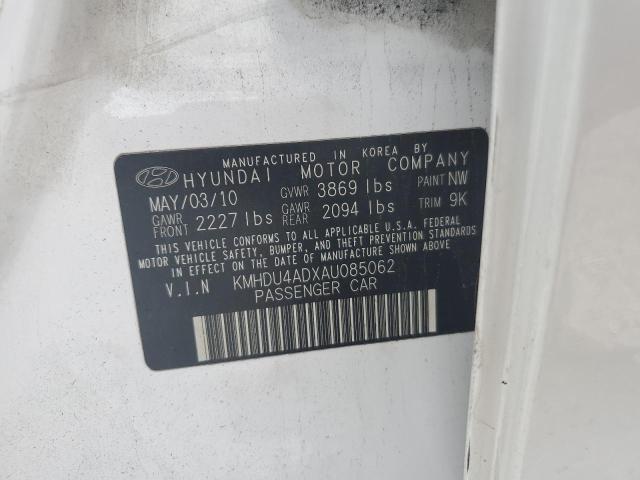 MANUFACTURED IN KOREA BY
HYUNDAI MOTOR COMPANY
MAY/03/10 GVWR 3869 lbs PAINT NW
GAWR FRONT 2227 lbs GAWR REAR 2094 lbs TRIM 9K
THIS VEHICLE CONFORMS TO ALL APPLICABLE U.S.A. FEDERAL
MOTOR VEHICLE SAFETY, BUMPER, AND THEFT PREVENTION
STANDARDS IN EFFECT ON THE DATE OF MANUFACTURE SHOWN ABOVE.
V.I.N KMHDU4ADXAU085062
PASSENGER CAR